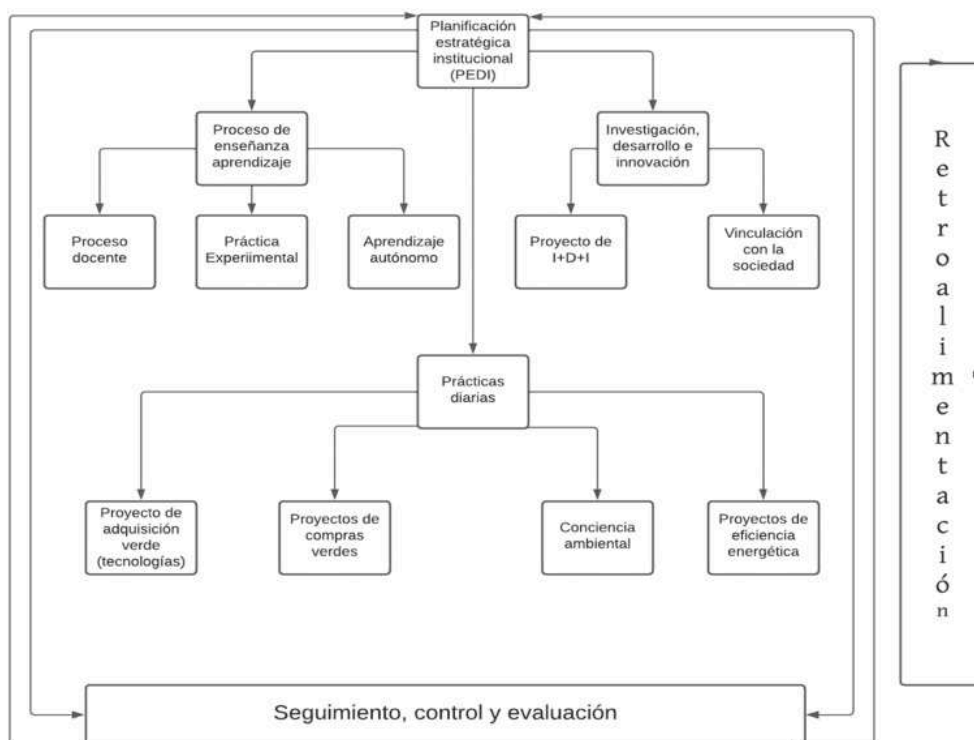 Planificación
estratégica
institucional
(PEDI)
Proceso de
enseñanza
aprendizaje
Investigación,
desarrollo e
innovación
Proceso
docente
Práctica
Experiimental
Aprendizaje
autónomo
Proyecto de
I+D+I
Vinculación
con la
sociedad
Prácticas
diarias
Proyecto de
adquisición
verde
(tecnologías)
Proyectos de
compras
verdes
Conciencia
ambiental
Proyectos de
eficiencia
energética
Seguimiento, control y evaluación
Retroalimentación